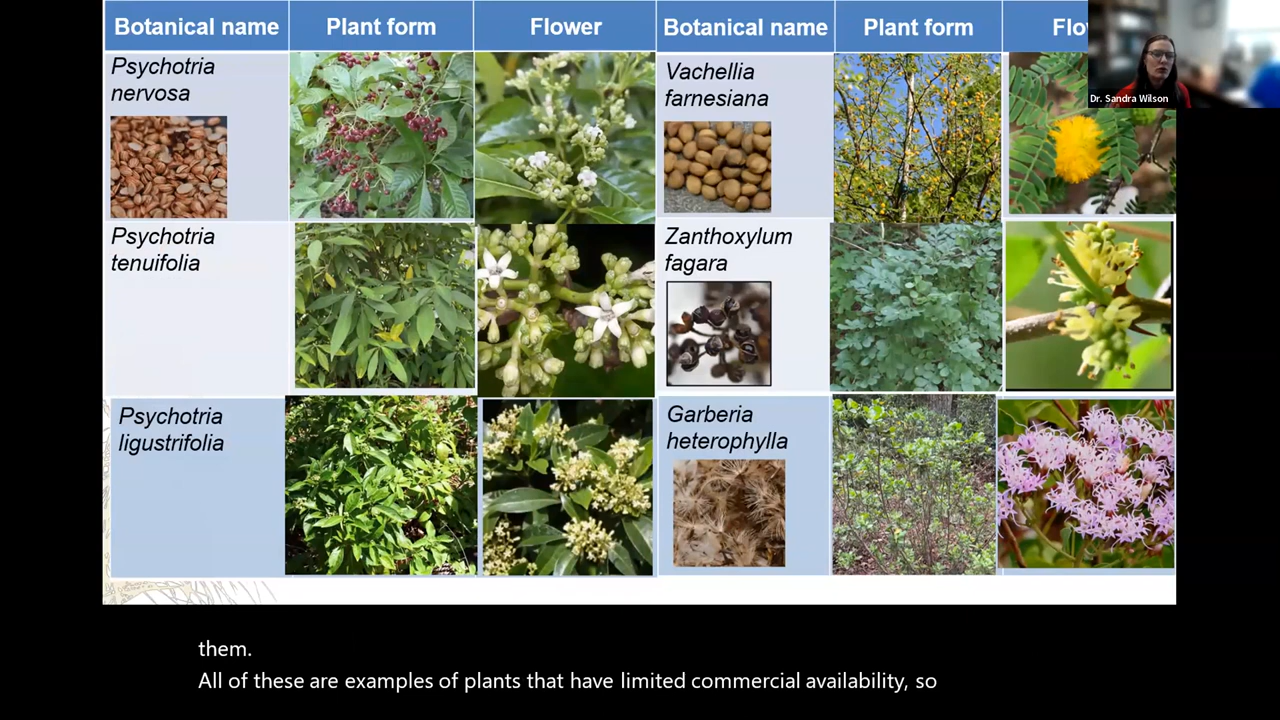 Botanical name Plant form Flower Botanical name Plant form
Dr. Sandra Wilson
Psychotria
nervosa
Vachellia
farnesiana
Psychotria
tenuifolia
Zanthoxylum
fagara
Psychotria
ligustrifolia
Garberia
heterophylla
them.
All of these are examples of plants that have limited commercial availability, so